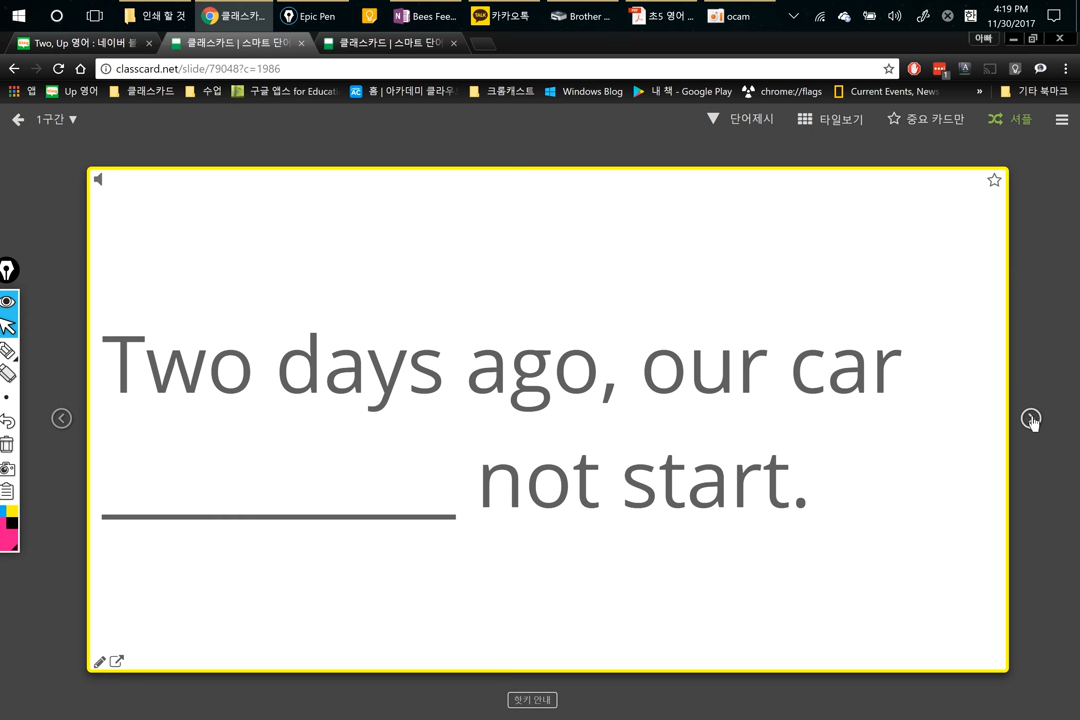 인쇄 할 것
클래스카...
Epic Pen
Bees Fee...
TALK
카카오톡
Brother ...
초5 영어 ...
ocam
한
4:19 PM
11/30/2017
Two, Up 영어 : 네이버 블
클래스카드 | 스마트 단어
클래스카드 | 스마트 단어
아빠
classcard.net/slide/79048?c=1986
1
앱
Up 영어
클래스카드
수업
구글 앱스 for Educati
AC
홈 | 아카데미 클라우
크롬캐스트
Windows Blog
내 책 - Google Play
chrome://flags
Current Events, News
»
기타 북마크
1구간 ▼
단어제시
타일보기
중요 카드만
셔플
Two days ago, our car
__________ not start.
핫키 안내